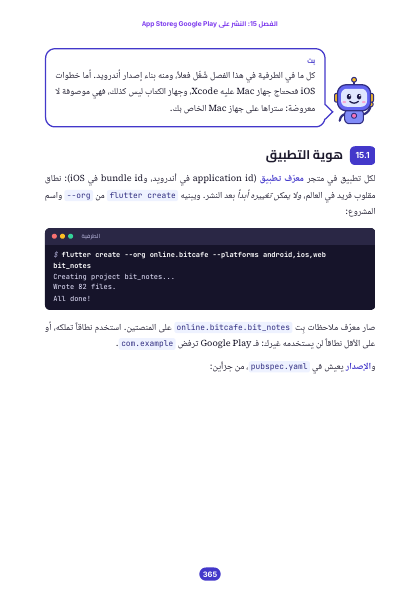 الفصل 15: النشر على Google Play وApp Store
بِت
كل ما في الطرفية في هذا الفصل شُغّل فعلاً، ومنه بناء إصدار أندرويد. أما خطوات
iOS فتحتاج جهاز Mac عليه Xcode، وجهاز الكتاب ليس كذلك، فهي موصوفة لا
معروضة: ستراها على جهاز Mac الخاص بك.
15.1 هوية التطبيق
لكل تطبيق في متجر معرّف تطبيق (application id في أندرويد، وbundle id في iOS): نطاق
مقلوب فريد في العالم، ولا يمكن تغييره أبداً بعد النشر. ويبنيه flutter create من --org واسم
المشروع:
الطرفية
$ flutter create --org online.bitcafe --platforms android,ios,web
bit_notes
Creating project bit_notes...
Wrote 82 files.
All done!
صار معرّف ملاحظات بِت online.bitcafe.bit_notes على المنصتين. استخدم نطاقاً تملكه، أو
على الأقل نطاقاً لن يستخدمه غيرك: فـ Google Play ترفض com.example.
والإصدار يعيش في pubspec.yaml، من جزأين:
365